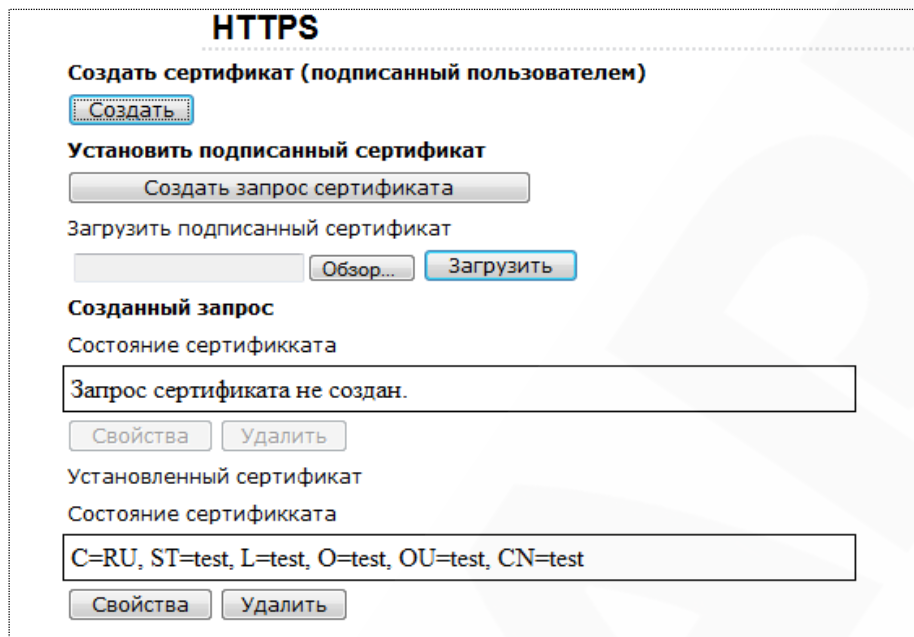 HTTPS
Создать сертификат (подписанный пользователем)
Создать
Установить подписанный сертификат
Создать запрос сертификата
Загрузить подписанный сертификат
Обзор... Загрузить
Созданный запрос
Состояние сертификката
Запрос сертификата не создан.
Свойства Удалить
Установленный сертификат
Состояние сертификката
C=RU, ST=test, L=test, O=test, OU=test, CN=test
Свойства Удалить